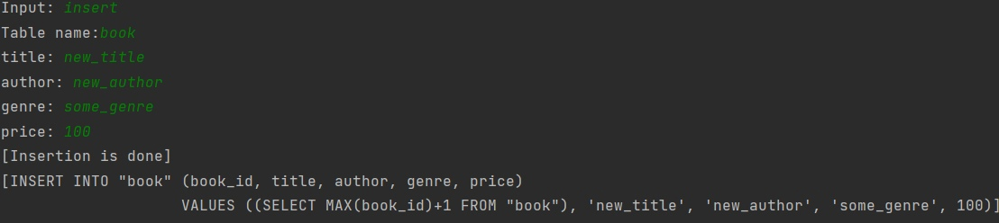 Input: insert
Table name:book
title: new_title
author: new_author
genre: some_genre
price: 100
[Insertion is done]
[INSERT INTO "book" (book_id, title, author, genre, price)
VALUES ((SELECT MAX(book_id)+1 FROM "book"), 'new_title', 'new_author', 'some_genre', 100)]